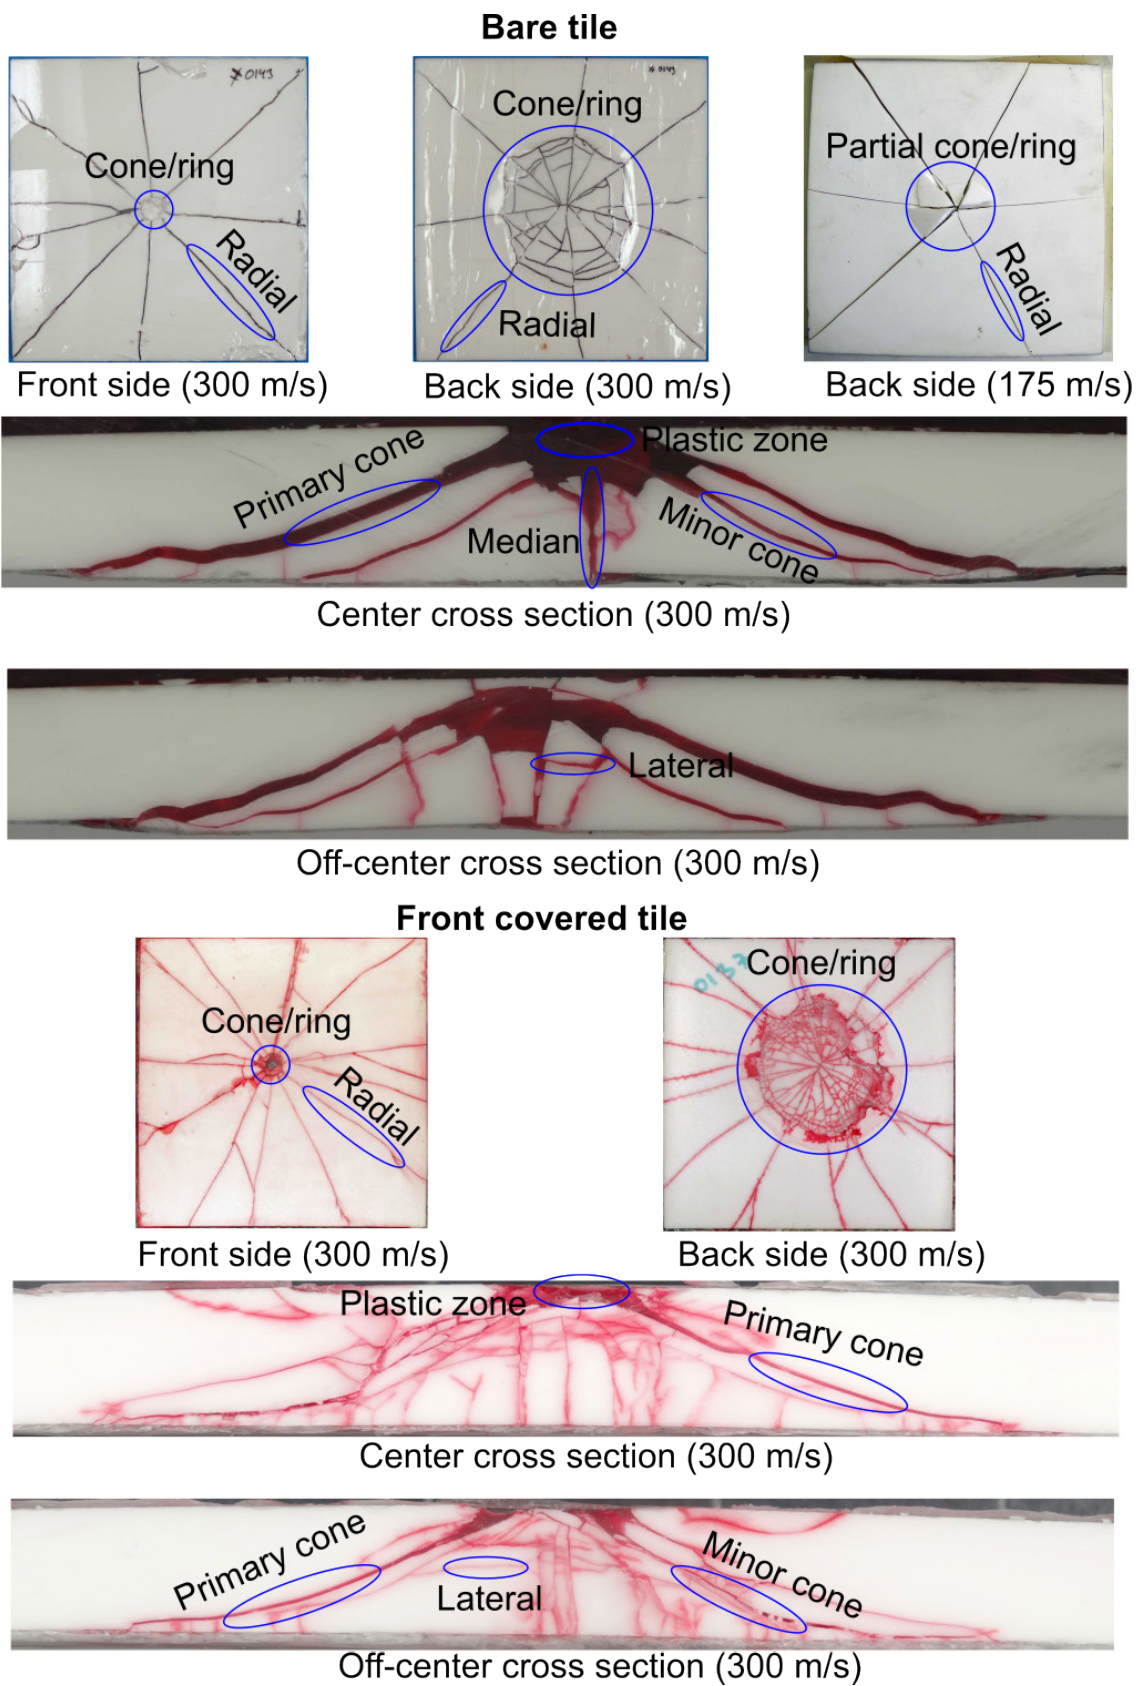 Bare tile
0143
0143
Cone/ring
Radial
Cone/ring
Radial
Partial cone/ring
Radial
Front side (300 m/s)
Back side (300 m/s)
Back side (175 m/s)
Primary cone
Plastic zone
Median
Minor cone
Center cross section (300 m/s)
Lateral
Off-center cross section (300 m/s)
Front covered tile
Cone/ring
Radial
0137
Cone/ring
Front side (300 m/s)
Back side (300 m/s)
Plastic zone
Primary cone
Center cross section (300 m/s)
Primary cone
Lateral
Minor cone
Off-center cross section (300 m/s)